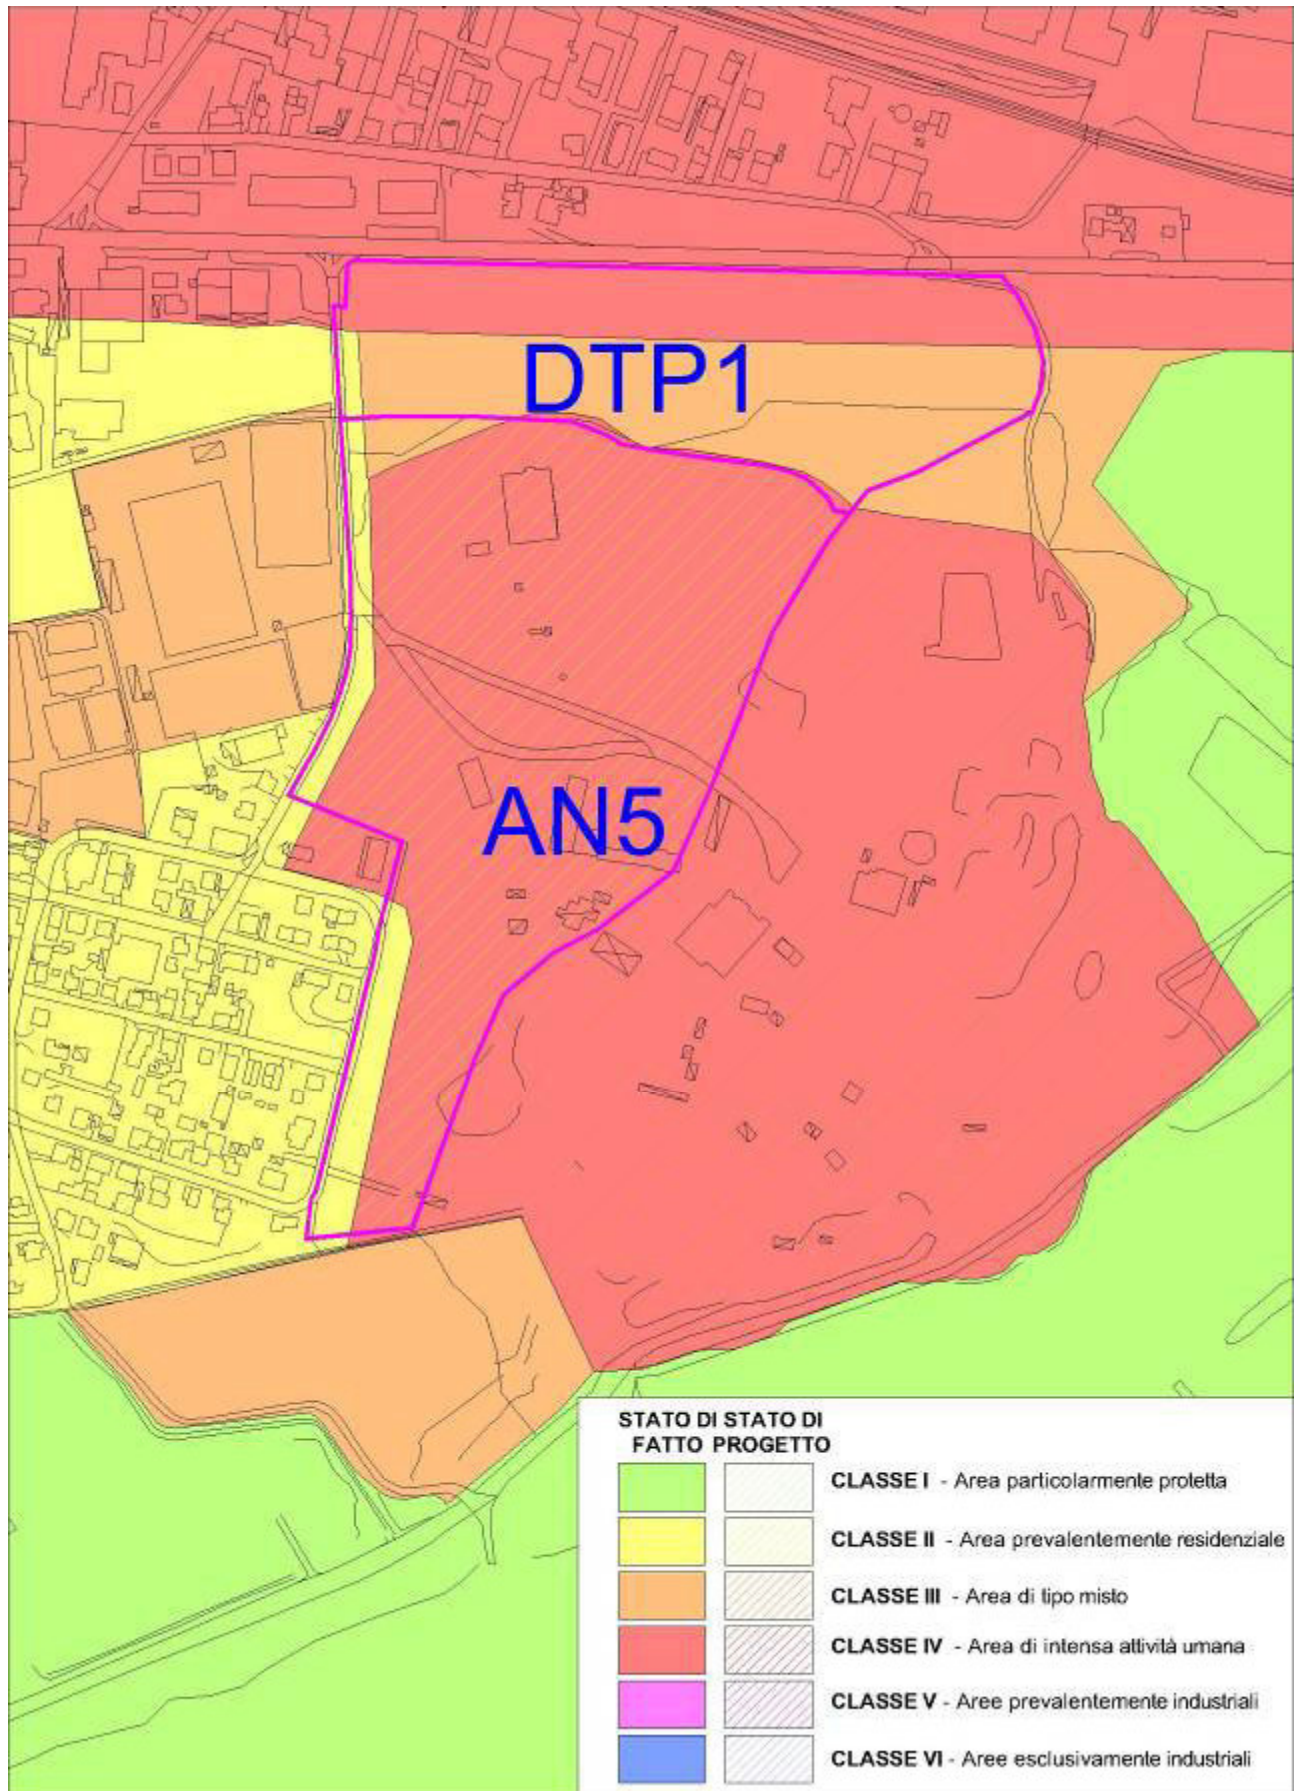 DTP1
AN5
STATO DI STATO DI
FATTO PROGETTO
CLASSE I - Area particolarmente protetta
CLASSE II - Area prevalentemente residenziale
CLASSE III - Area di tipo misto
CLASSE IV - Area di intensa attività umana
CLASSE V - Aree prevalentemente industriali
CLASSE VI - Aree esclusivamente industriali